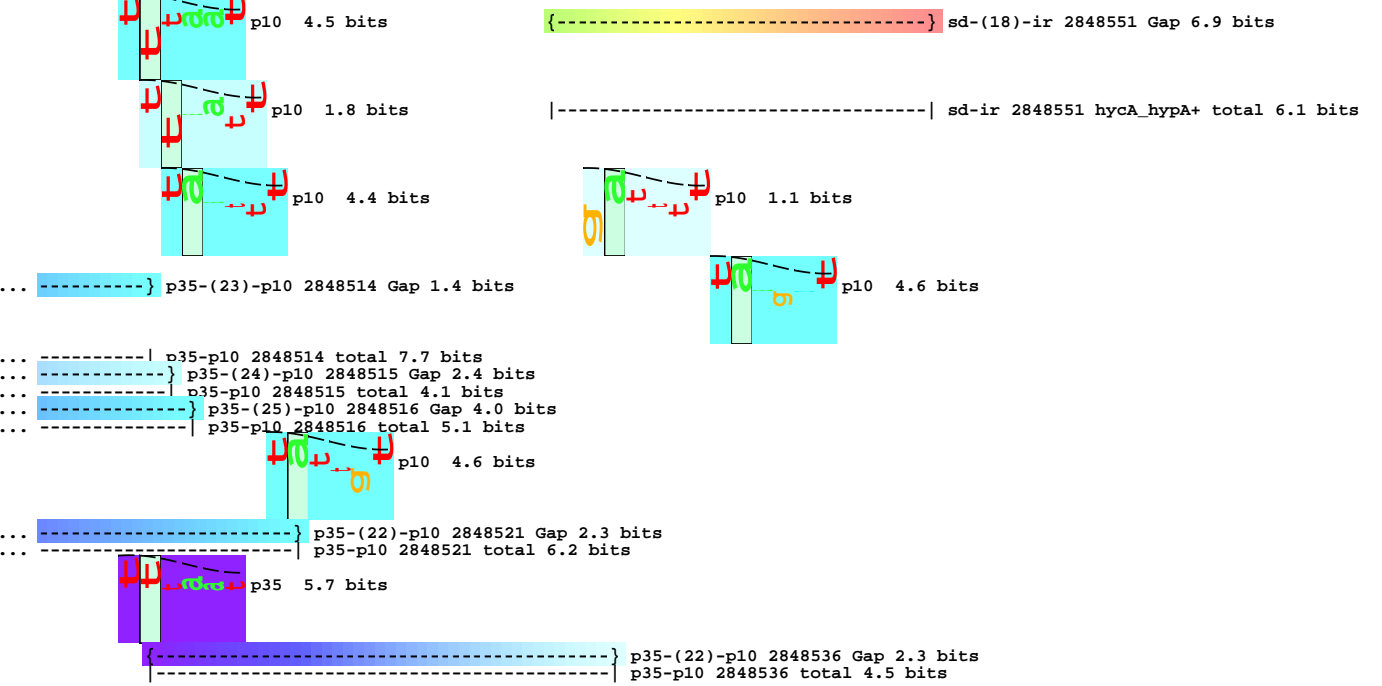 p10 4.5 bits
{------------------------------------} sd-(18)-ir 2848551 Gap 6.9 bits
p10 1.8 bits
|------------------------------------| sd-ir 2848551 hycA_hypA+ total 6.1 bits
p10 4.4 bits
p10 1.1 bits
... ----------} p35-(23)-p10 2848514 Gap 1.4 bits
p10 4.6 bits
... ----------| p35-p10 2848514 total 7.7 bits
... ------------} p35-(24)-p10 2848515 Gap 2.4 bits
... ------------| p35-p10 2848515 total 4.1 bits
... --------------} p35-(25)-p10 2848516 Gap 4.0 bits
... --------------| p35-p10 2848516 total 5.1 bits
p10 4.6 bits
... ------------------------} p35-(22)-p10 2848521 Gap 2.3 bits
... ------------------------| p35-p10 2848521 total 6.2 bits
p35 5.7 bits
{--------------------------------------------} p35-(22)-p10 2848536 Gap 2.3 bits
|--------------------------------------------| p35-p10 2848536 total 4.5 bits